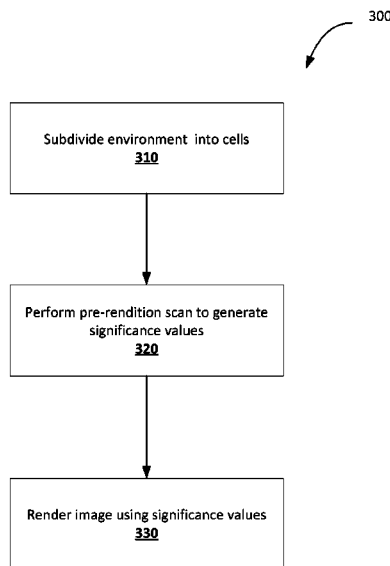 300
Subdivide environment into cells
310
Perform pre-rendition scan to generate
significance values
320
Render image using significance values
330